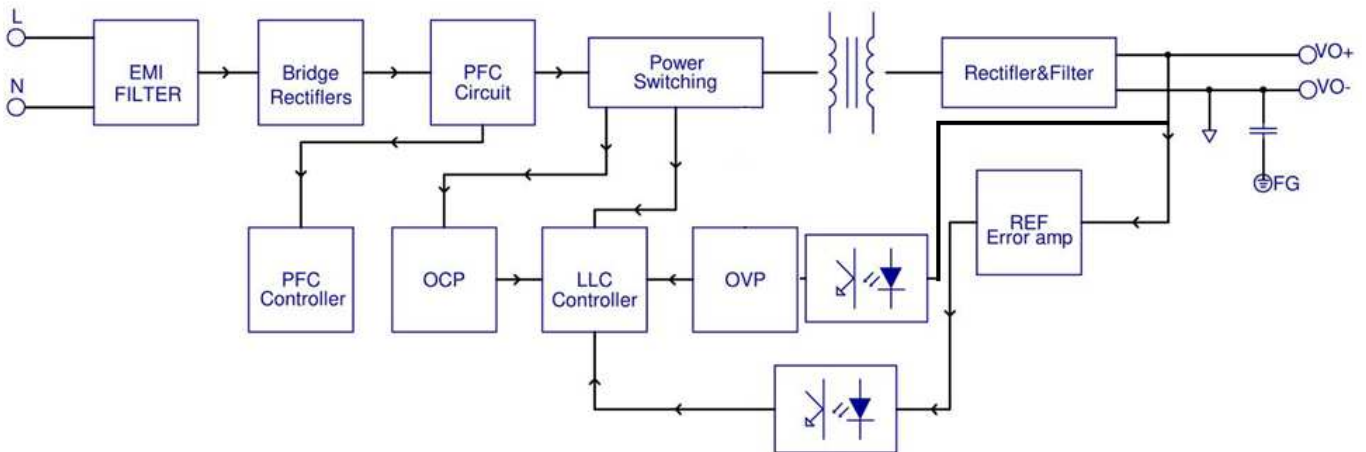 L
N
EMI
FILTER
Bridge
Rectiflers
PFC
Circuit
Power
Switching
Rectifler&Filter
VO+
VO-
FG
REF
Error amp
PFC
Controller
OCP
LLC
Controller
OVP